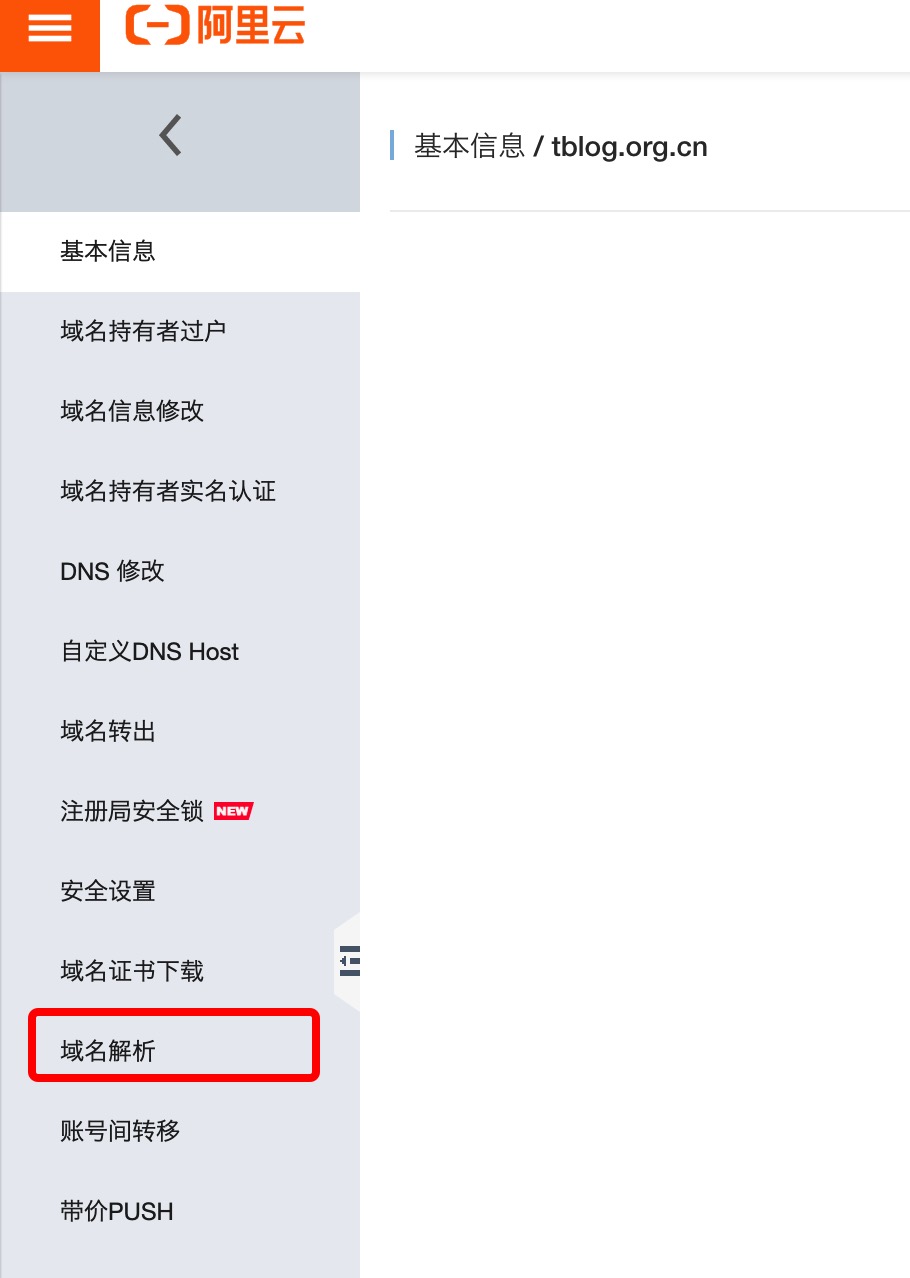 阿里云
基本信息 / tblog.org.cn
基本信息
域名持有者过户
域名信息修改
域名持有者实名认证
DNS 修改
自定义DNS Host
域名转出
注册局安全锁 NEW
安全设置
域名证书下载
域名解析
账号间转移
带价PUSH